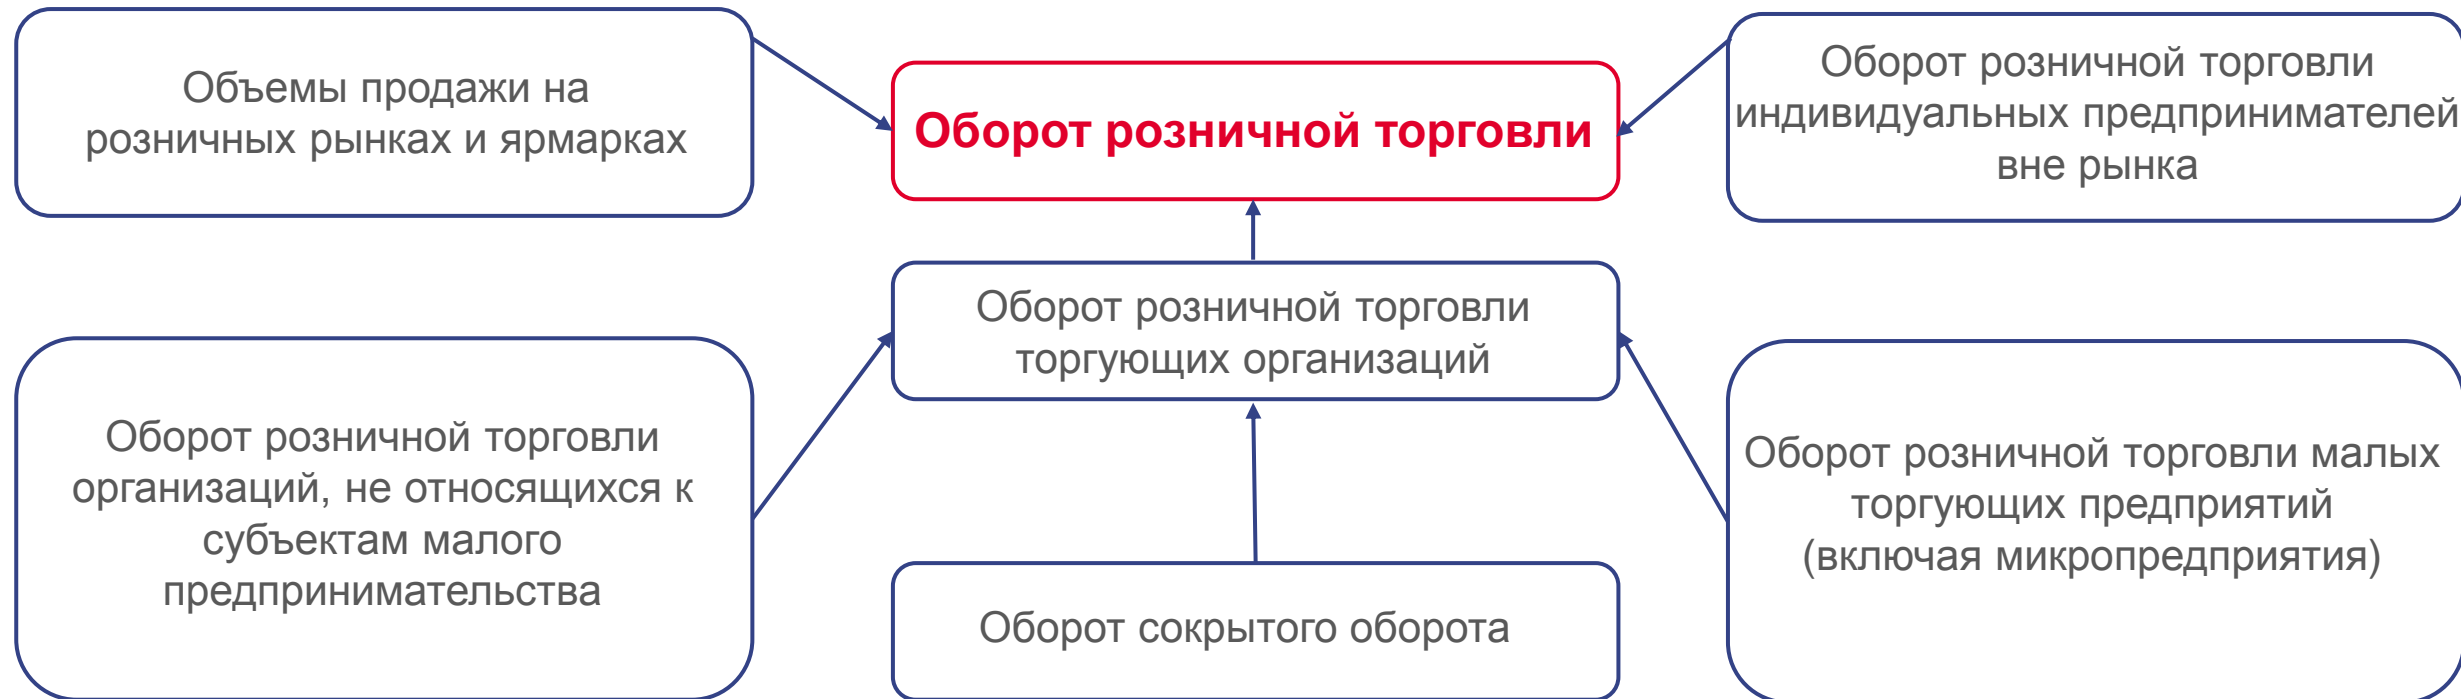 Объемы продажи на
розничных рынках и ярмарках
Оборот розничной торговли
Оборот розничной торговли
индивидуальных предпринимателей
вне рынка
Оборот розничной торговли
торгующих организаций
Оборот розничной торговли
организаций, не относящихся к
субъектам малого
предпринимательства
Оборот сокрытого оборота
Оборот розничной торговли малых
торгующих предприятий
(включая микропредприятия)